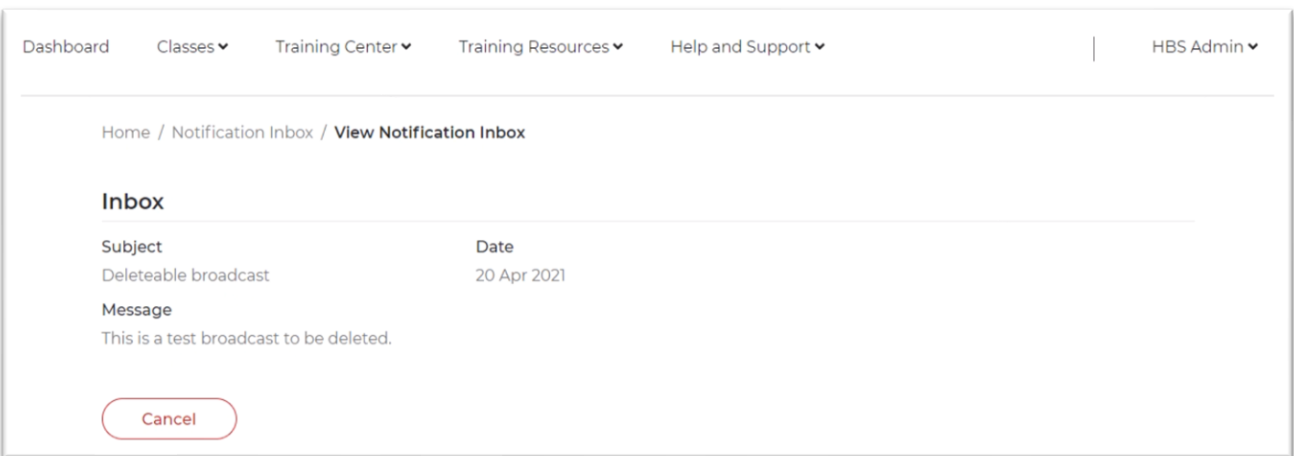 Dashboard Classes Training Center Training Resources Help and Support HBS Admin
Home / Notification Inbox / View Notification Inbox
Inbox
Subject Date
Deleteable broadcast 20 Apr 2021
Message
This is a test broadcast to be deleted.
Cancel